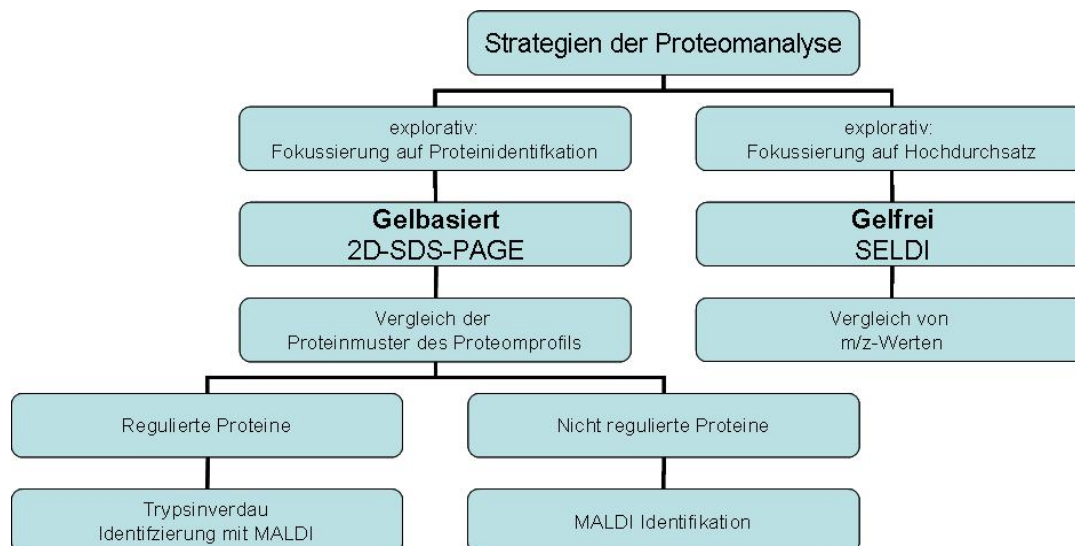 Strategien der Proteomanalyse
explorativ:
Fokussierung auf Proteinidentifkation
explorativ:
Fokussierung auf Hochdurchsatz
Gelbasiert
2D-SDS-PAGE
Gelfrei
SELDI
Vergleich der
Proteinmuster des Proteomprofils
Vergleich von
m/z-Werten
Regulierte Proteine
Nicht regulierte Proteine
Trypsinverdau
Identifzierung mit MALDI
MALDI Identifikation